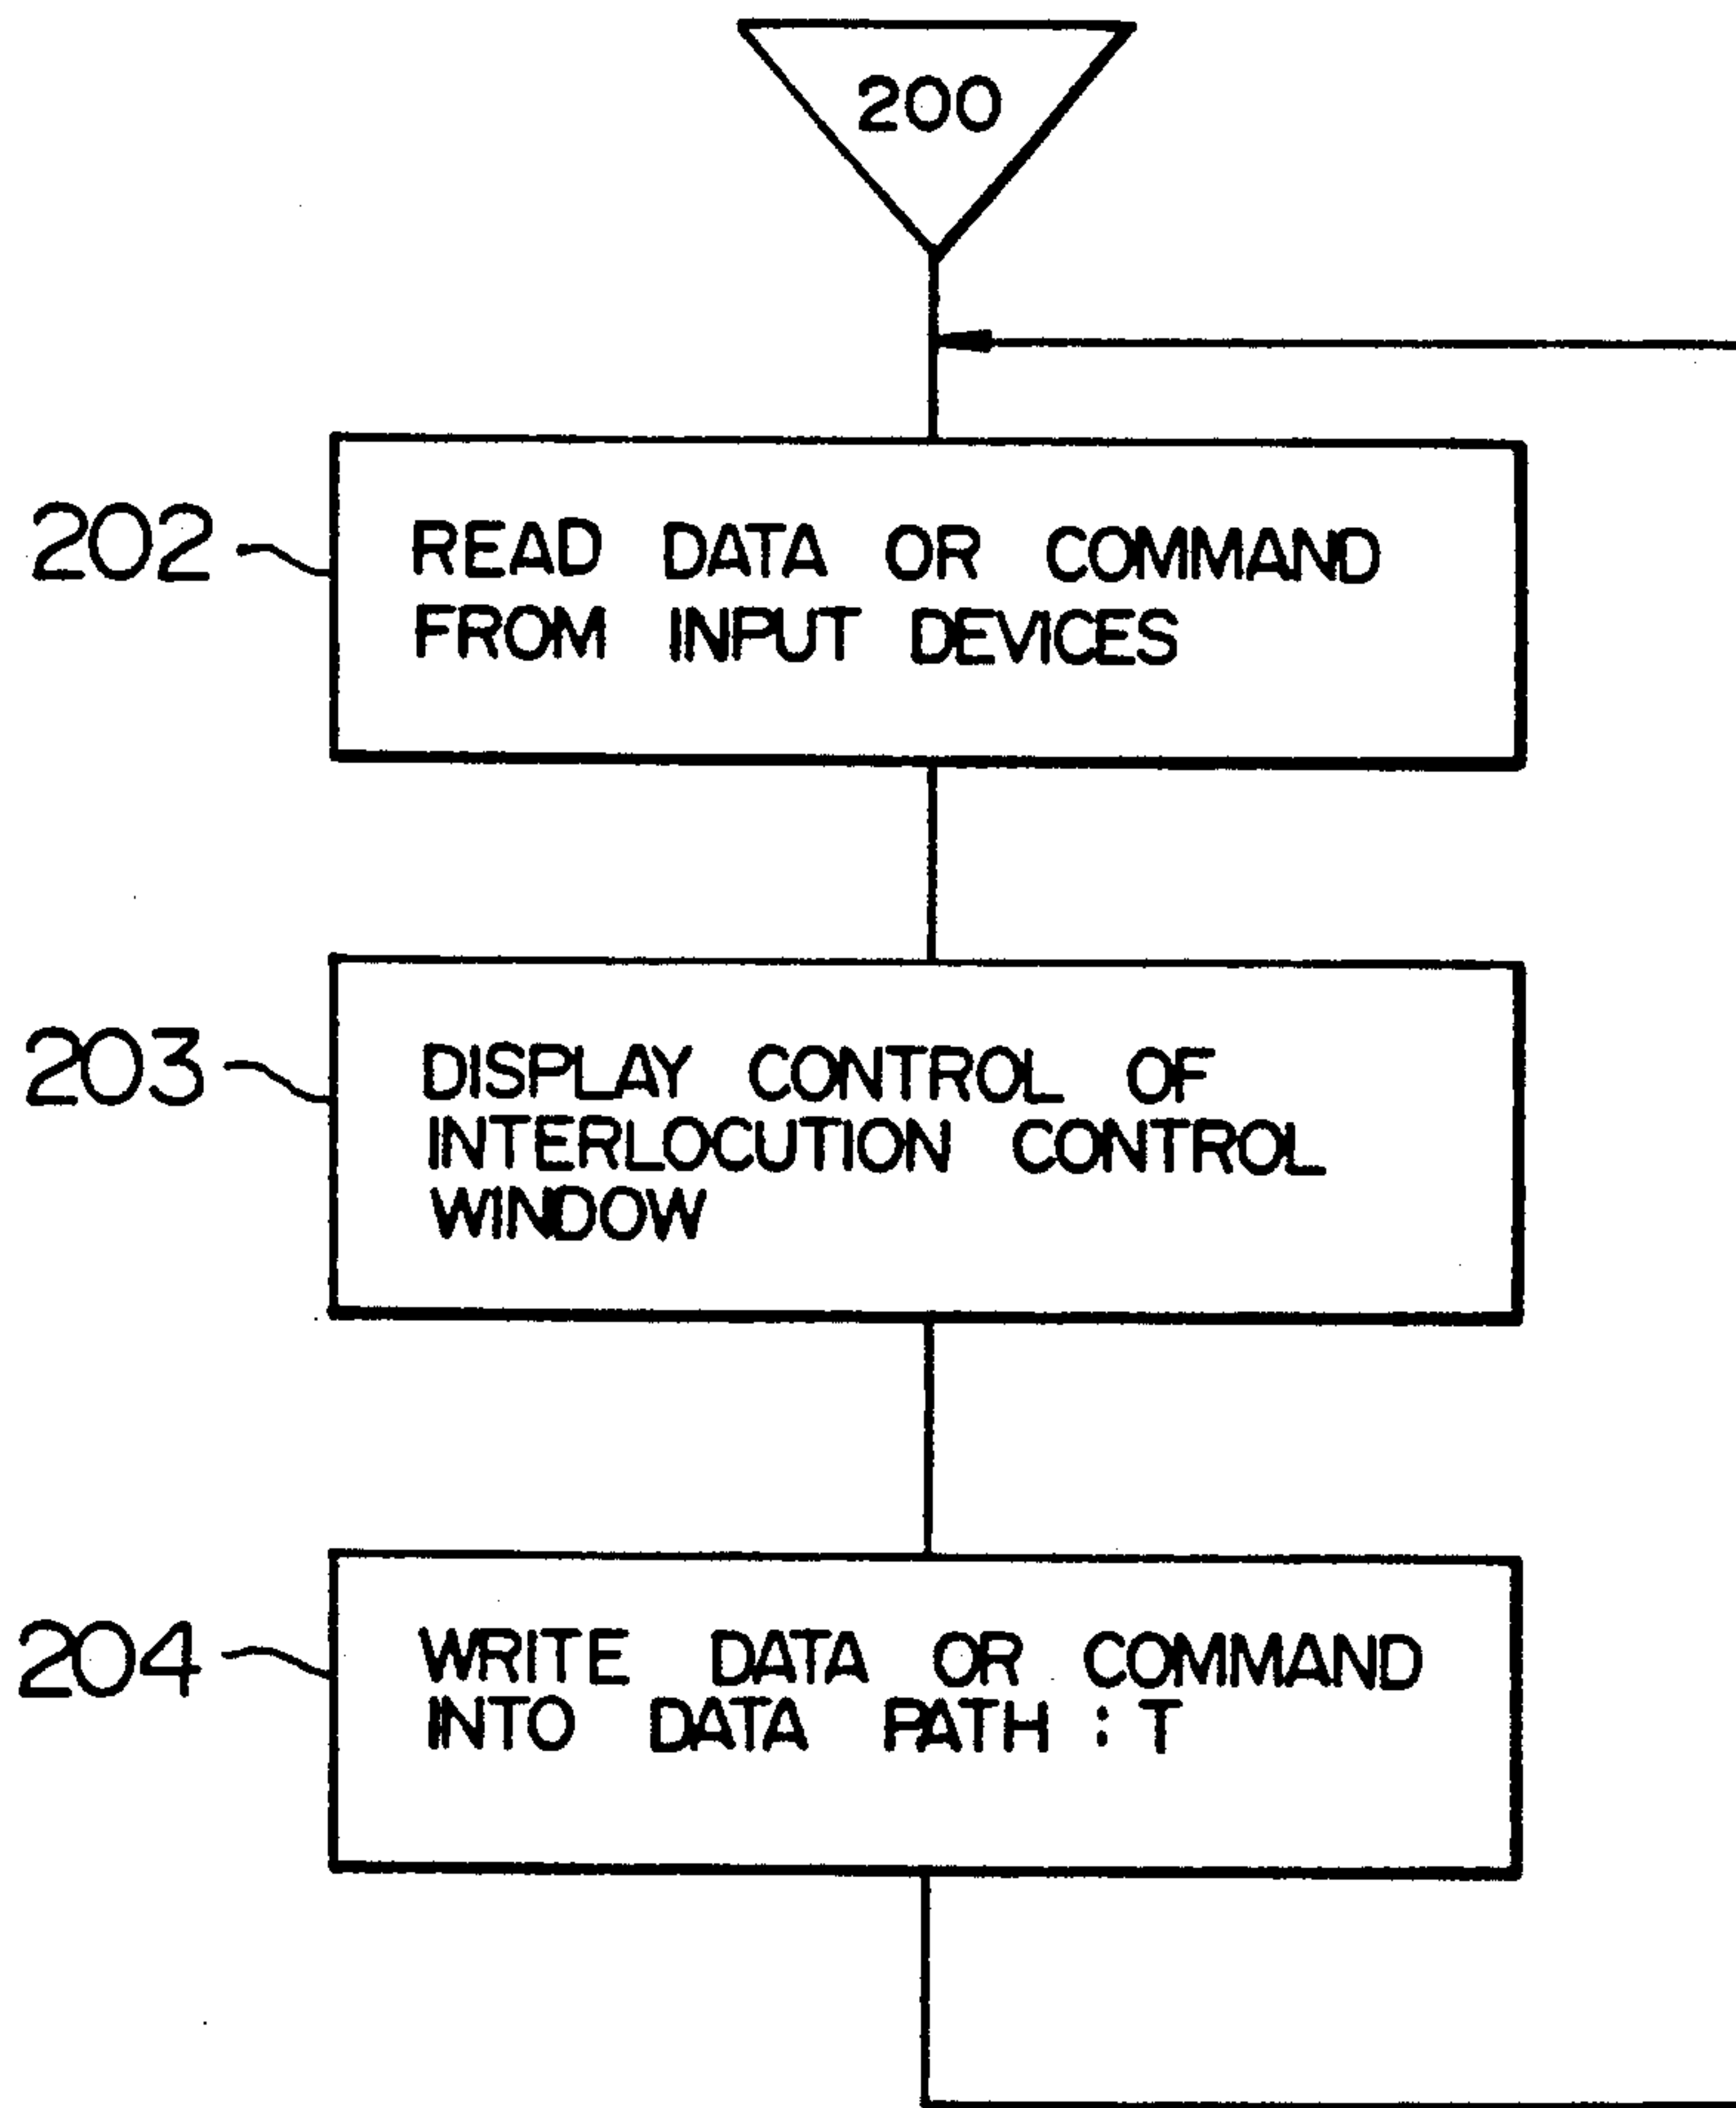 200
202
READ DATA OR COMMAND
FROM INPUT DEVICES
203
DISPLAY CONTROL OF
INTERLOCUTION CONTROL
WINDOW
204
WRITE DATA OR COMMAND
INTO DATA PATH : T